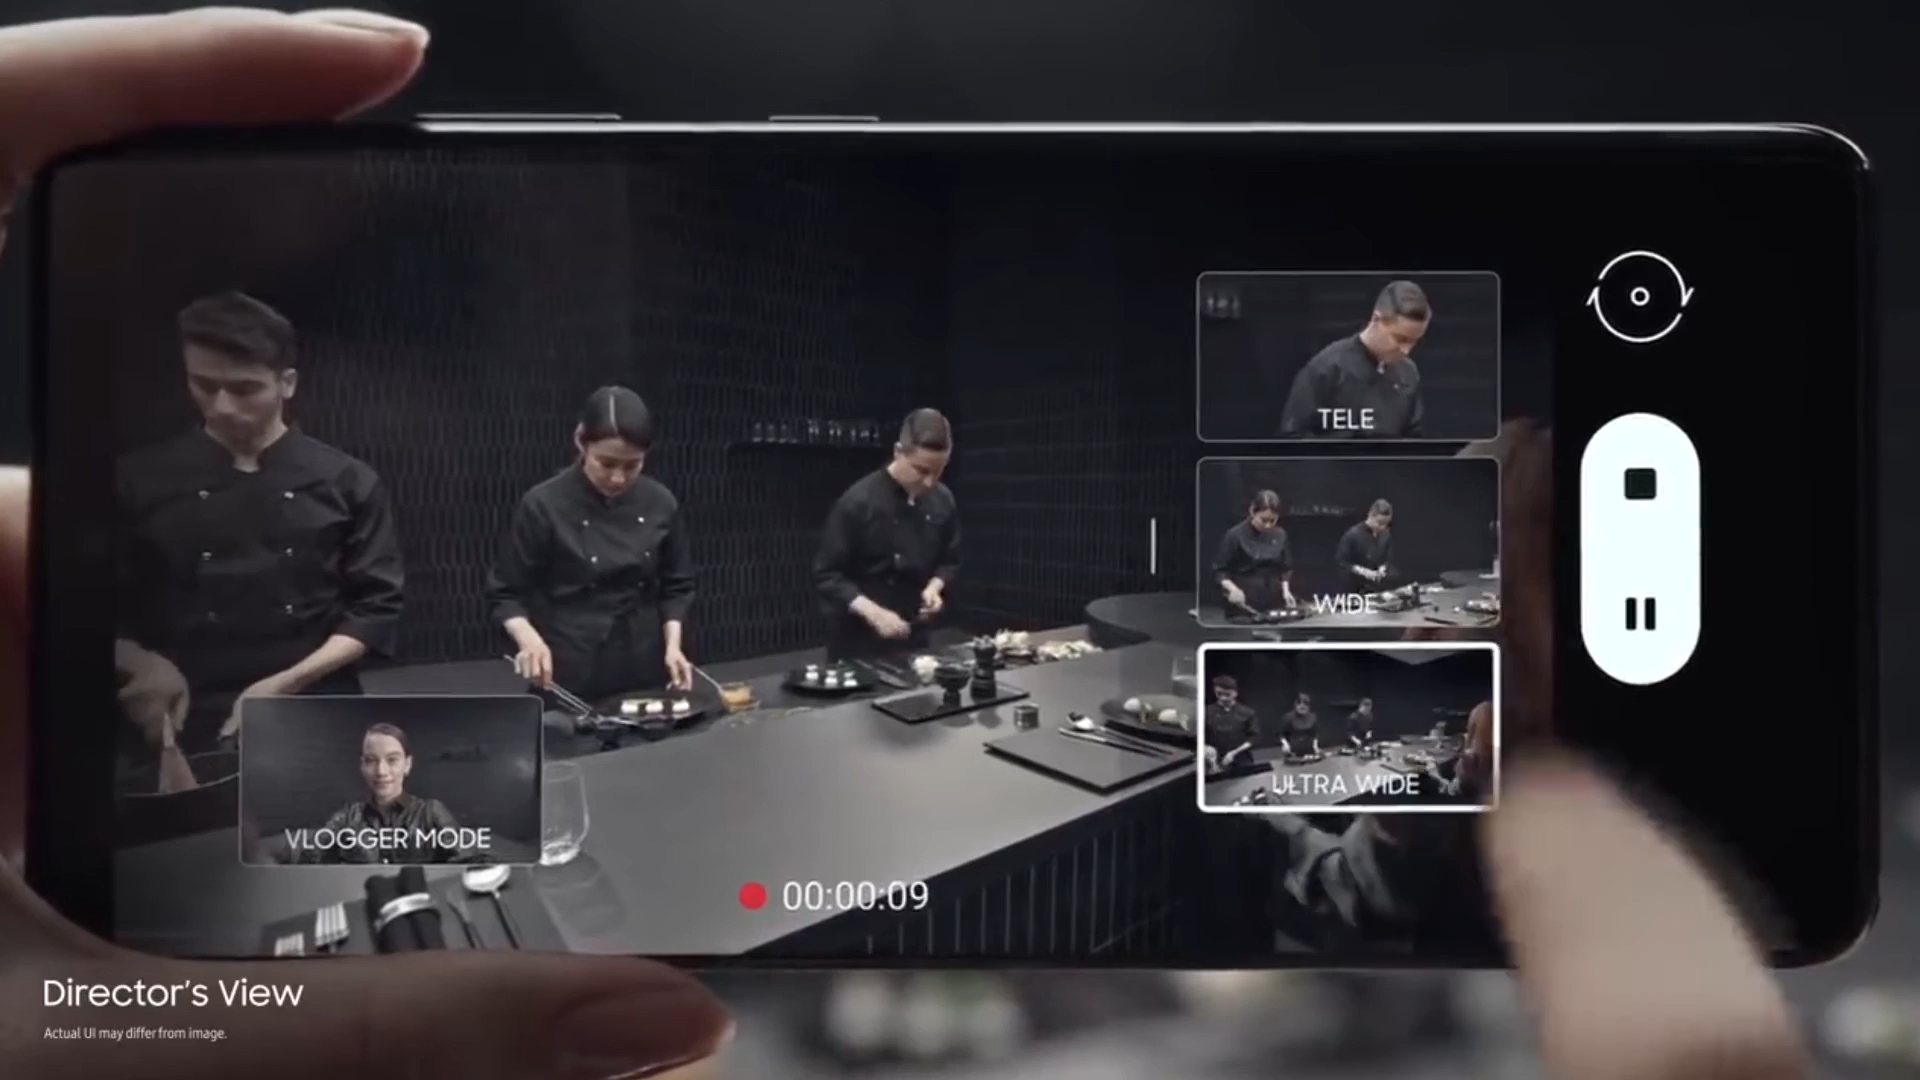 TELE
WIDE
ULTRA WIDE
VLOGGER MODE
00:00:09
Director's View
Actual UI may differ from image.